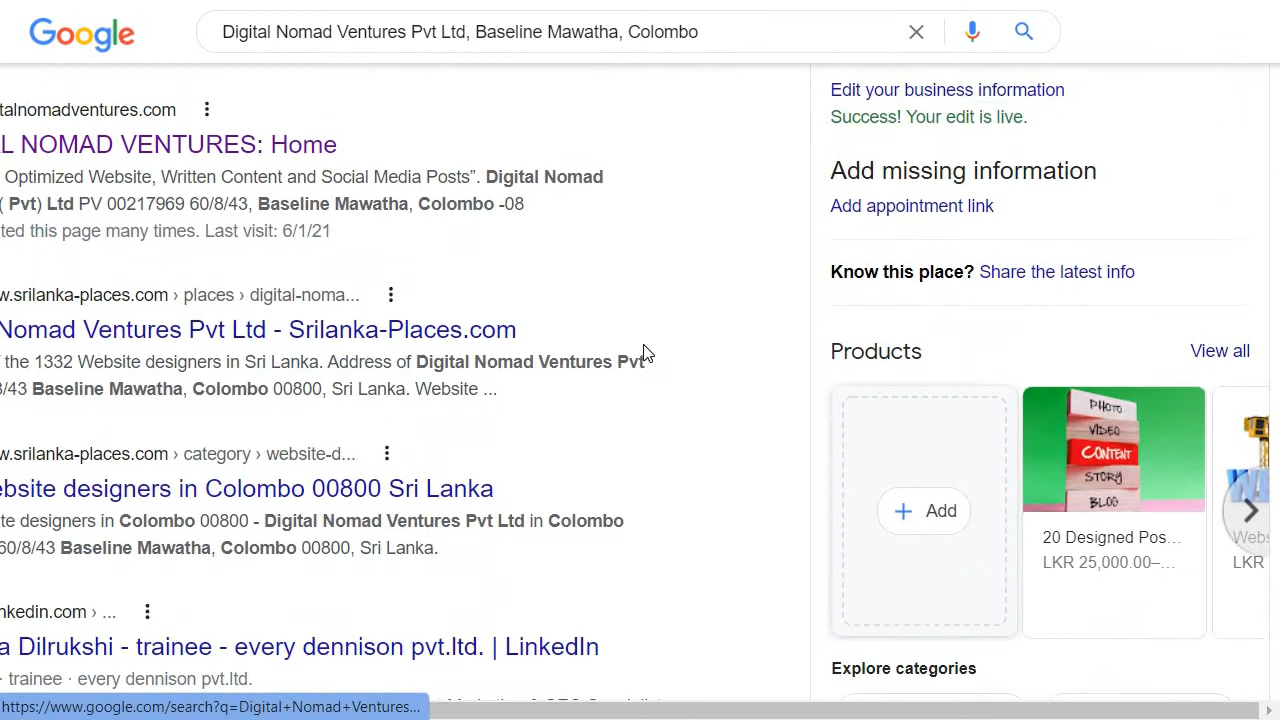 Google
Digital Nomad Ventures Pvt Ltd, Baseline Mawatha, Colombo
talnomadventures.com
L NOMAD VENTURES: Home
Optimized Website, Written Content and Social Media Posts”. Digital Nomad
( Pvt) Ltd PV 00217969 60/8/43, Baseline Mawatha, Colombo -08
ted this page many times. Last visit: 6/1/21
w.srilanka-places.com › places › digital-noma...
Nomad Ventures Pvt Ltd - Srilanka-Places.com
f the 1332 Website designers in Sri Lanka. Address of Digital Nomad Ventures Pvt
3/43 Baseline Mawatha, Colombo 00800, Sri Lanka. Website ...
w.srilanka-places.com › category › website-d...
ebsite designers in Colombo 00800 Sri Lanka
te designers in Colombo 00800 - Digital Nomad Ventures Pvt Ltd in Colombo
60/8/43 Baseline Mawatha, Colombo 00800, Sri Lanka.
nkedin.com › ...
a Dilrukshi - trainee - every dennison pvt.ltd. | LinkedIn
· trainee · every dennison pvt.ltd.
https://www.google.com/search?q=Digital+Nomad+Ventures...
Edit your business information
Success! Your edit is live.
Add missing information
Add appointment link
Know this place? Share the latest info
Products
View all
+ Add
PHOTO
VIDEO
CONTENT
STORY
BLOG
20 Designed Pos...
LKR 25,000.00–...
Webs
LKR
Explore categories